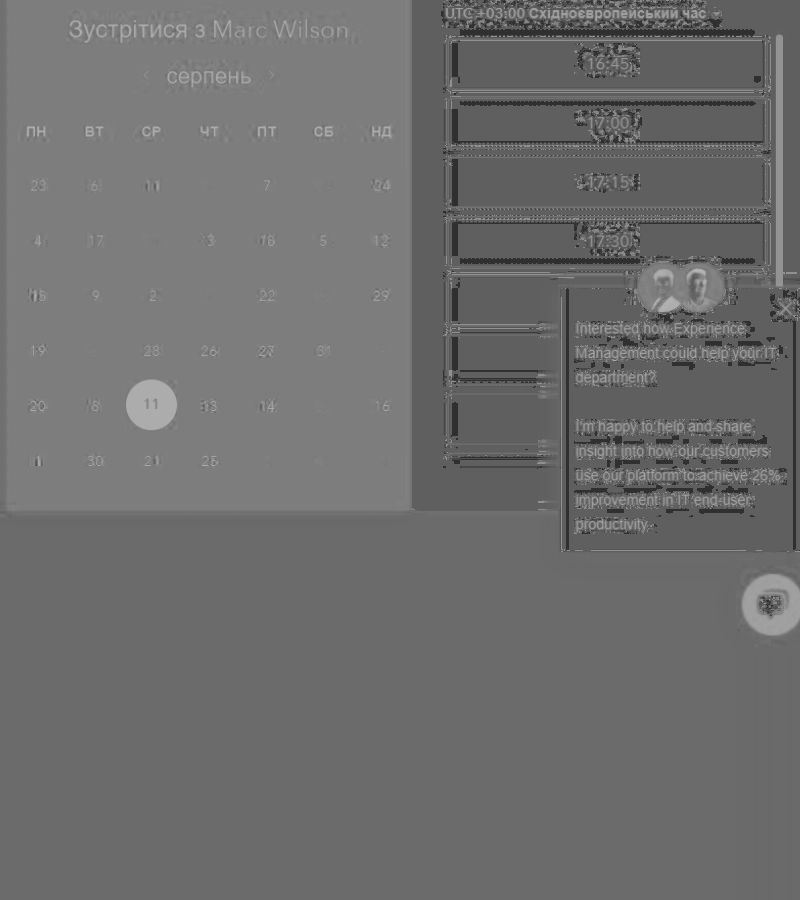 Зустрітися з Marc Wilson
серпень
ПН ВТ СР ЧТ ПТ СБ НД
23 6 11 7 24
4 17 3 18 5 12
9 2 22 29
19 28 26 27 31
20 8 11 13 14 16
30 21 25
UTC +03:00 Східноєвропейський час
16:45
17:00
17:15
17:30
Interested how Experience
Management could help your IT
department?
I'm happy to help and share
insight into how our customers
use our platform to achieve 26%
improvement in IT end-user
productivity.